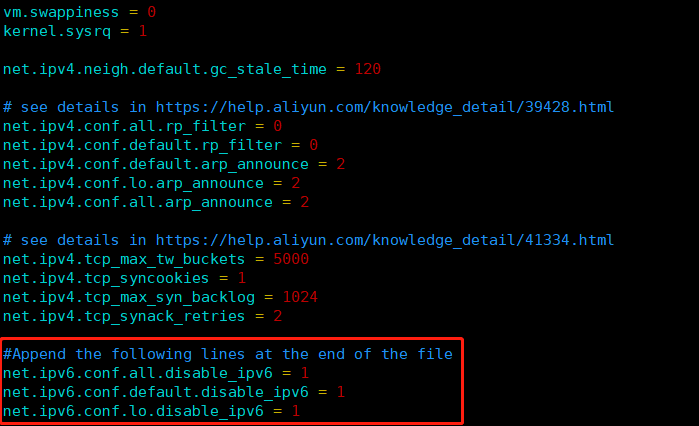 vm.swappiness = 0
kernel.sysrq = 1
net.ipv4.neigh.default.gc_stale_time = 120
# see details in https://help.aliyun.com/knowledge_detail/39428.html
net.ipv4.conf.all.rp_filter = 0
net.ipv4.conf.default.rp_filter = 0
net.ipv4.conf.default.arp_announce = 2
net.ipv4.conf.lo.arp_announce = 2
net.ipv4.conf.all.arp_announce = 2
# see details in https://help.aliyun.com/knowledge_detail/41334.html
net.ipv4.tcp_max_tw_buckets = 5000
net.ipv4.tcp_syncookies = 1
net.ipv4.tcp_max_syn_backlog = 1024
net.ipv4.tcp_synack_retries = 2
#Append the following lines at the end of the file
net.ipv6.conf.all.disable_ipv6 = 1
net.ipv6.conf.default.disable_ipv6 = 1
net.ipv6.conf.lo.disable_ipv6 = 1